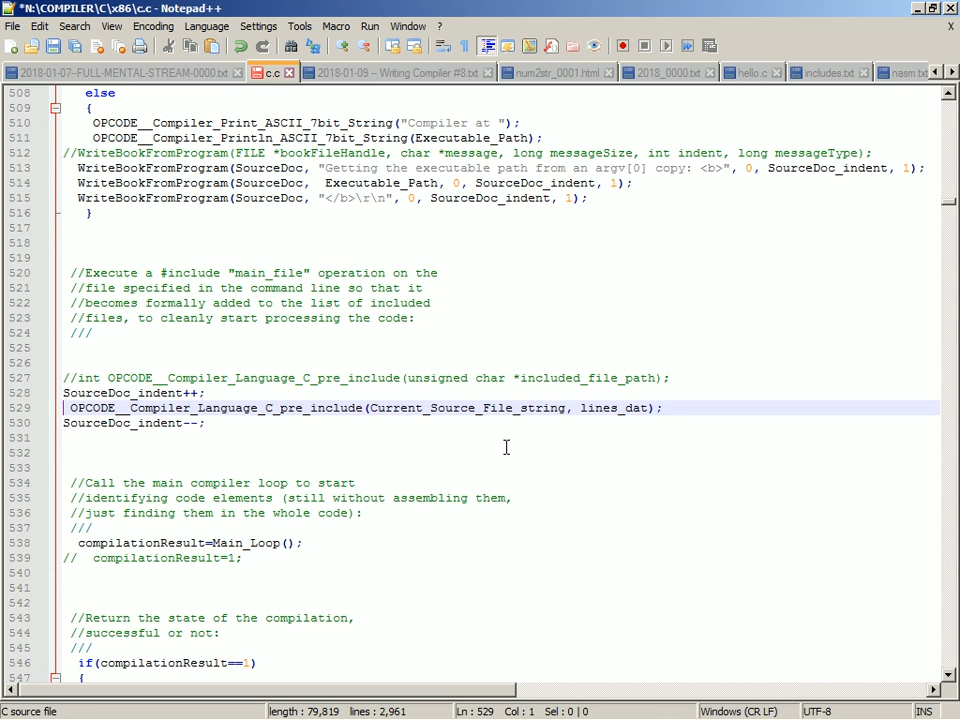 *N:\COMPILER\C\x86\c.c - Notepad++
File Edit Search View Encoding Language Settings Tools Macro Run Window ? X
2018-01-07-FULL-MENTAL-STREAM-0000.txt c.c 2018-01-09 -- Writing Compiler #8.txt num2str_0001.html 2018_0000.txt hello.c includes.txt nasm.txt
508 else
509 {
510 OPCODE__Compiler_Print_ASCII_7bit_String("Compiler at ");
511 OPCODE__Compiler_Println_ASCII_7bit_String(Executable_Path);
512 //WriteBookFromProgram(FILE *bookFileHandle, char *message, long messageSize, int indent, long messageType);
513 WriteBookFromProgram(SourceDoc, "Getting the executable path from an argv[0] copy: <b>", 0, SourceDoc_indent, 1);
514 WriteBookFromProgram(SourceDoc,  Executable_Path, 0, SourceDoc_indent, 1);
515 WriteBookFromProgram(SourceDoc, "</b>\r\n", 0, SourceDoc_indent, 1);
516 }
517
518
519
520 //Execute a #include "main_file" operation on the
521 //file specified in the command line so that it
522 //becomes formally added to the list of included
523 //files, to cleanly start processing the code:
524 ///
525
526
527 //int OPCODE__Compiler_Language_C_pre_include(unsigned char *included_file_path);
528 SourceDoc_indent++;
529 OPCODE__Compiler_Language_C_pre_include(Current_Source_File_string, lines_dat);
530 SourceDoc_indent--;
531
532
533
534 //Call the main compiler loop to start
535 //identifying code elements (still without assembling them,
536 //just finding them in the whole code):
537 ///
538 compilationResult=Main_Loop();
539 //  compilationResult=1;
540
541
542
543 //Return the state of the compilation,
544 //successful or not:
545 ///
546 if(compilationResult==1)
547 {
C source file length : 79,819 lines : 2,961 Ln : 529 Col : 1 Sel : 0 | 0 Windows (CR LF) UTF-8 INS